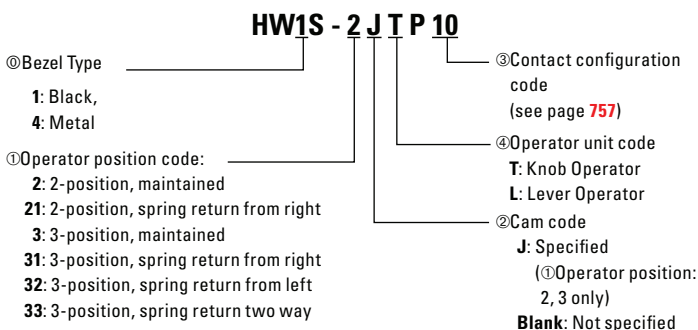 HW1S - 2 J T P 10
⓪Bezel Type
1: Black,
4: Metal
①Operator position code:
2: 2-position, maintained
21: 2-position, spring return from right
3: 3-position, maintained
31: 3-position, spring return from right
32: 3-position, spring return from left
33: 3-position, spring return two way
③Contact configuration
code
(see page 757)
④Operator unit code
T: Knob Operator
L: Lever Operator
②Cam code
J: Specified
(①Operator position:
2, 3 only)
Blank: Not specified